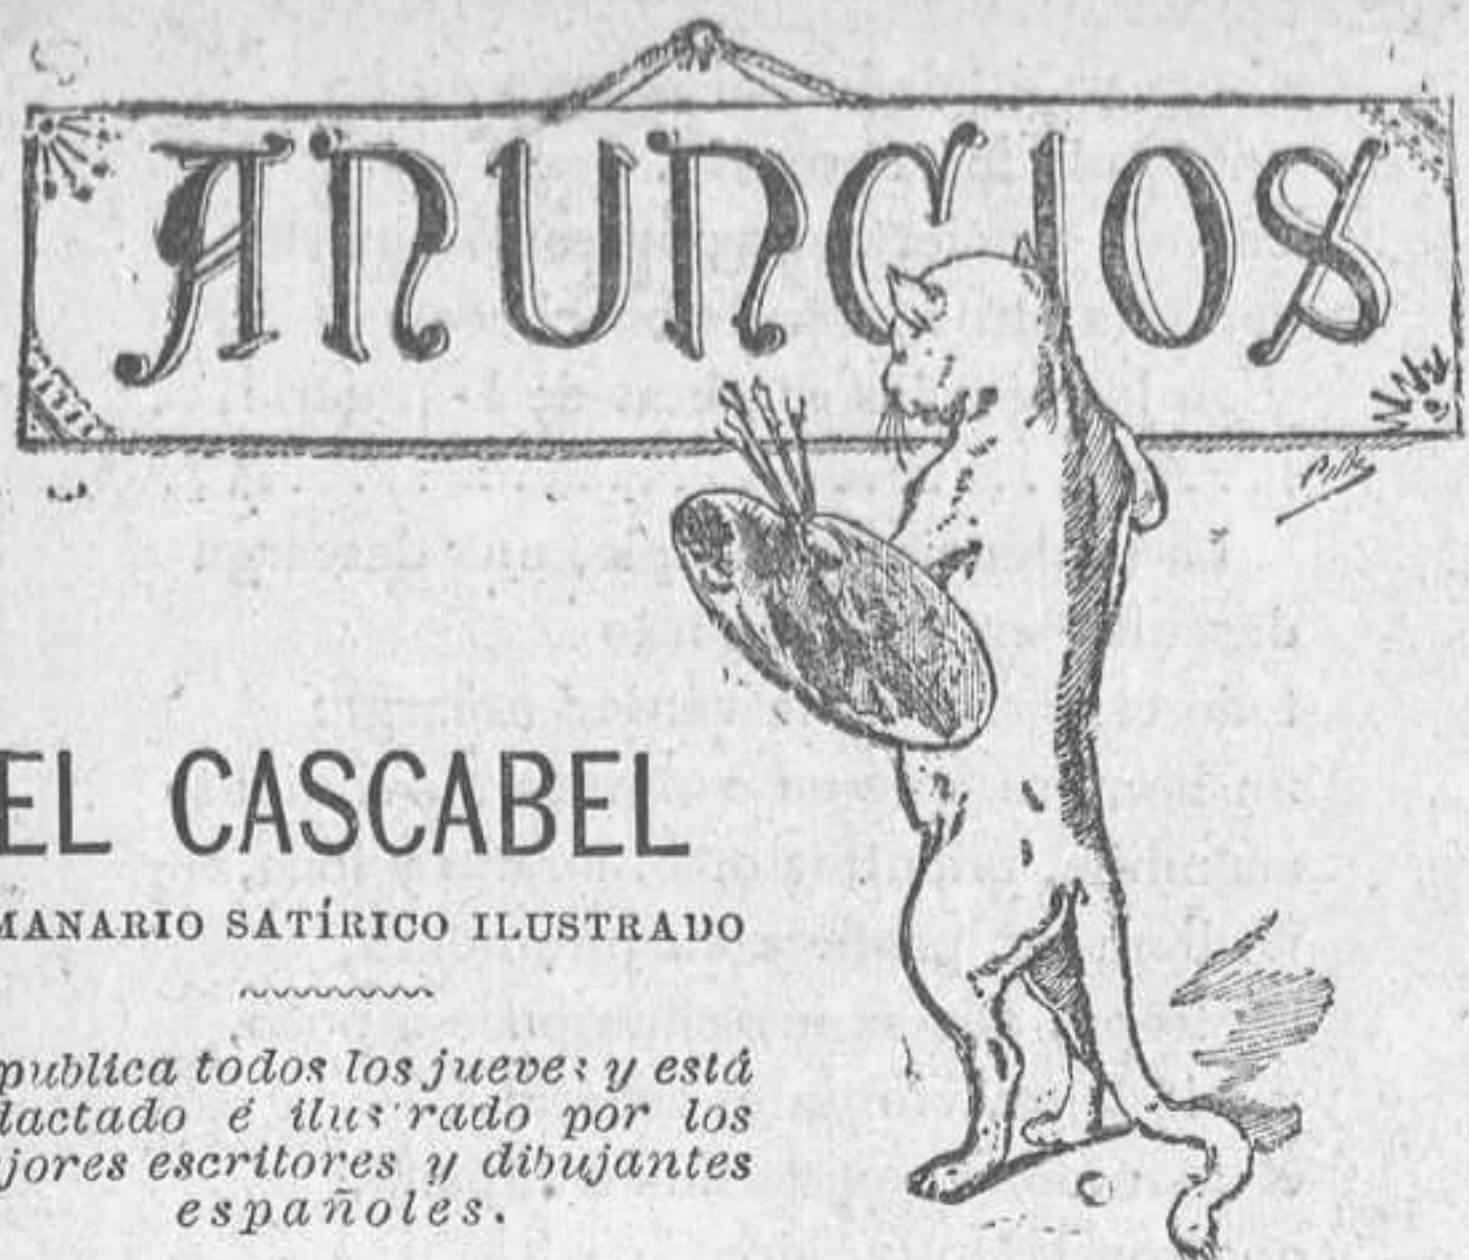 ANUNCIOS
EL CASCABEL
MANARIO SATÍRICO ILUSTRADO
publica todos los jueves y está
dactado é ilustrado por los
jores escritores y dibujantes
españoles.